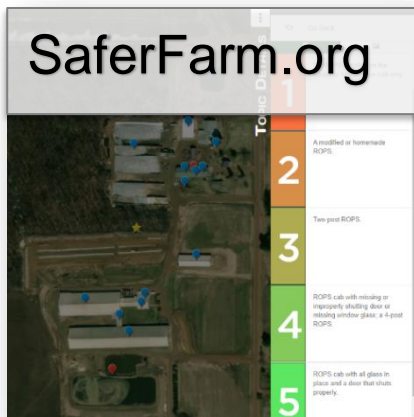 SaferFarm.org
TOPIC DETAILS
1
2
A modified or homemade
ROPS.
3
Two-post ROPS.
4
ROPS cab with missing or
improperly shutting door or
missing window glass; a 4-post
ROPS.
5
ROPS cab with all glass in
place and a door that shuts
properly.